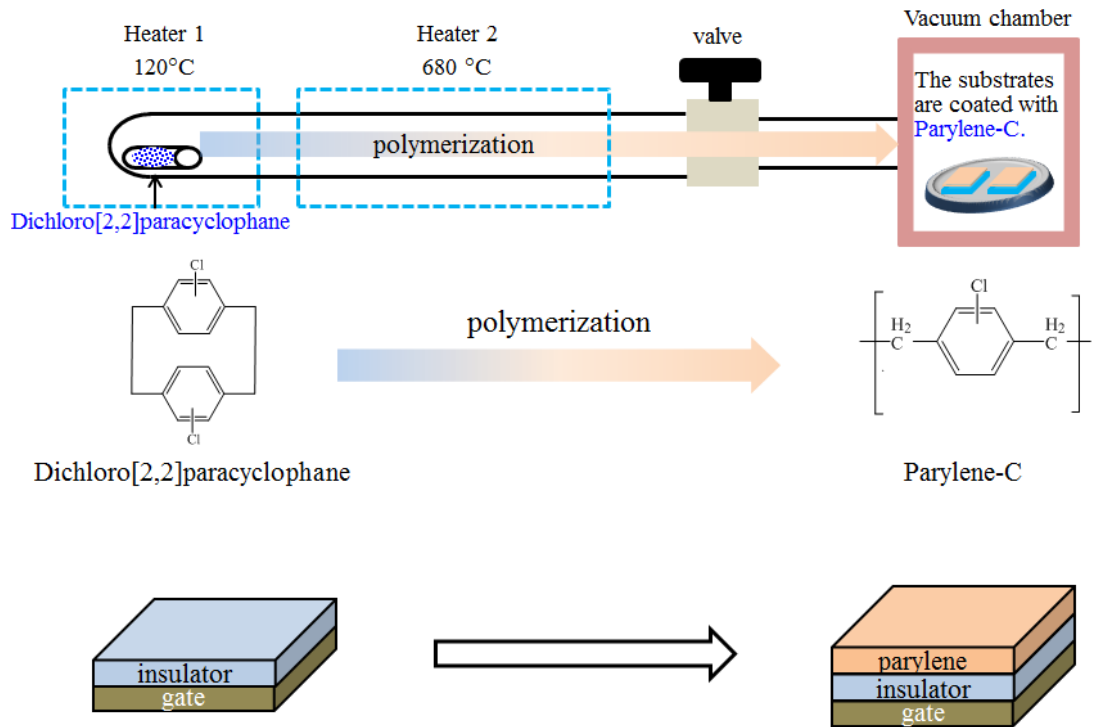 Heater 1
120°C
Heater 2
680 °C
valve
Vacuum chamber
The substrates
are coated with
Parylene-C.
polymerization
Dichloro[2,2]paracyclophane
Cl
Cl
polymerization
Cl
H2
C
H2
C
Dichloro[2,2]paracyclophane
Parylene-C
insulator
gate
parylene
insulator
gate